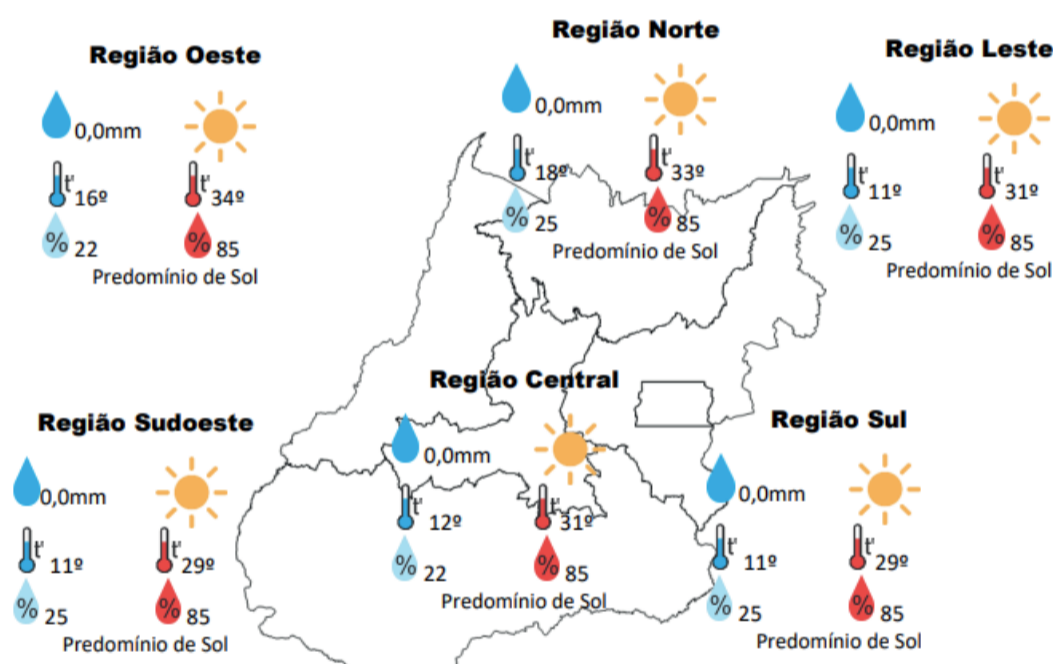 Região Oeste
0,0mm
t'
16º
t'
34º
%
22
%
85
Predomínio de Sol
Região Norte
0,0mm
t'
18º
t'
33º
%
25
%
85
Predomínio de Sol
Região Leste
0,0mm
t'
11º
t'
31º
%
25
%
85
Predomínio de Sol
Região Sudoeste
0,0mm
t'
11º
t'
29º
%
25
%
85
Predomínio de Sol
Região Central
0,0mm
t'
12º
t'
31º
%
22
%
85
Predomínio de Sol
Região Sul
0,0mm
t'
11º
t'
29º
%
25
%
85
Predomínio de Sol